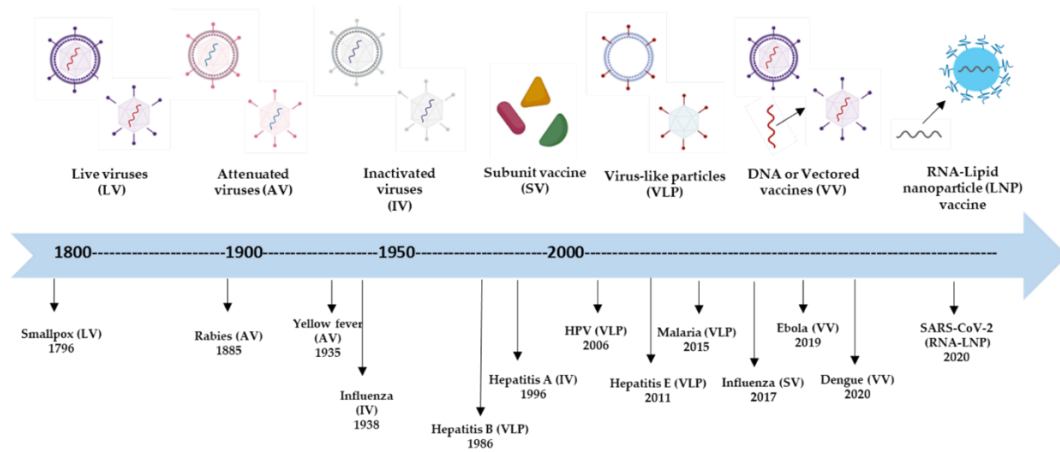 Live viruses
(LV)
Attenuated
viruses (AV)
Inactivated
viruses
(IV)
Subunit vaccine
(SV)
Virus-like particles
(VLP)
DNA or Vectored
vaccines (VV)
RNA-Lipid
nanoparticle (LNP)
vaccine
1800-----------------------1900-----------------------1950-----------------------2000--------------------------------------------------------------------------
Smallpox (LV)
1796
Rabies (AV)
1885
Yellow fever
(AV)
1935
Influenza
(IV)
1938
Hepatitis B (VLP)
1986
Hepatitis A (IV)
1996
HPV (VLP)
2006
Hepatitis E (VLP)
2011
Malaria (VLP)
2015
Influenza (SV)
2017
Ebola (VV)
2019
Dengue (VV)
2020
SARS-CoV-2
(RNA-LNP)
2020